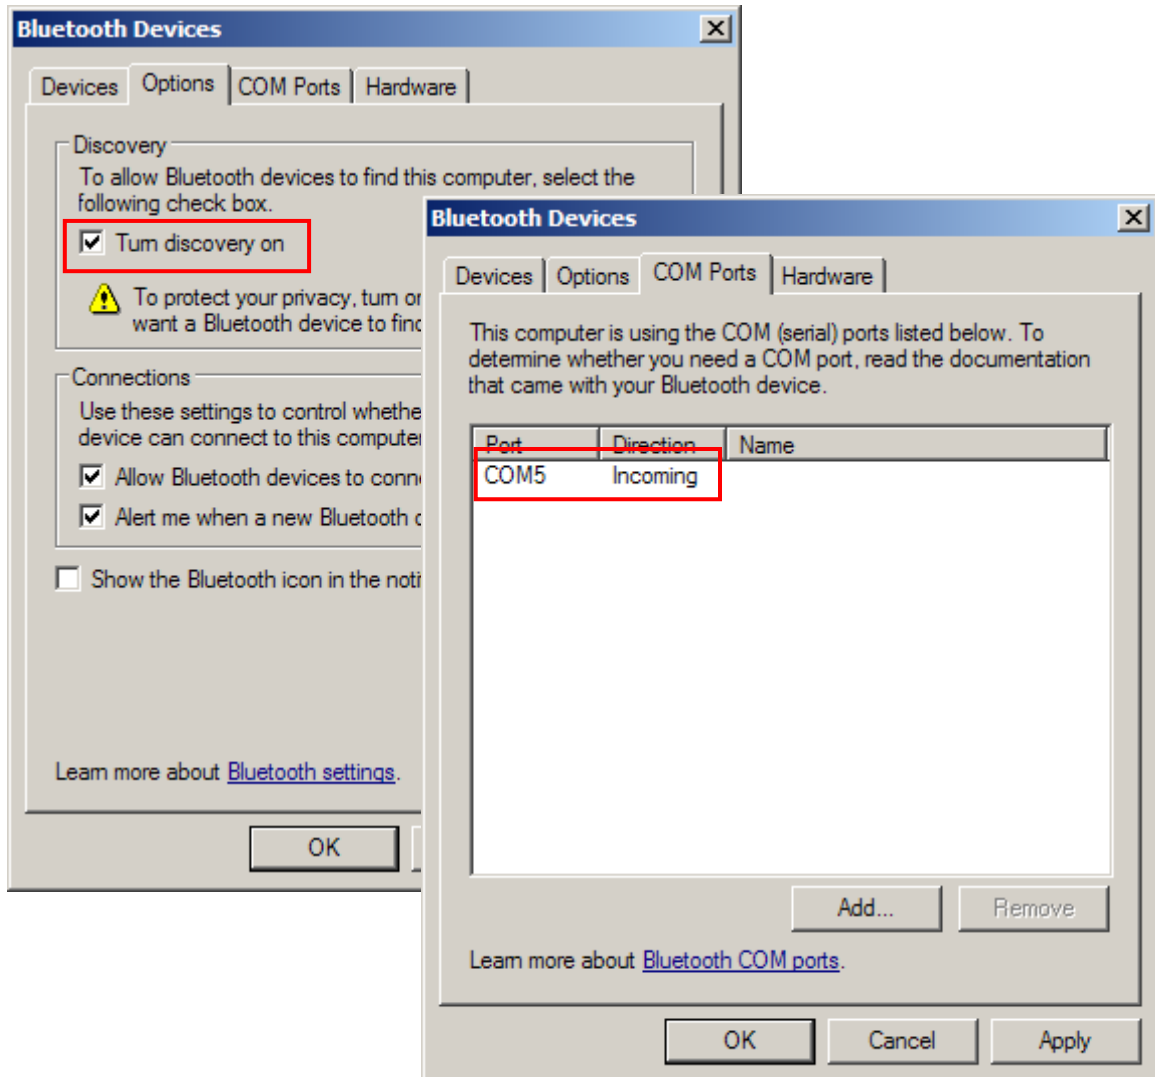 Bluetooth Devices
Devices Options COM Ports Hardware
Discovery
To allow Bluetooth devices to find this computer, select the
following check box.
Turn discovery on
To protect your privacy, turn
want a Bluetooth device to
Connections
Use these settings to control
device can connect to this
Allow Bluetooth devices to
Alert me when a new Bluetooth
Show the Bluetooth icon in the
Learn more about Bluetooth settings.
OK
Bluetooth Devices
Devices Options COM Ports Hardware
This computer is using the COM (serial) ports listed below. To
determine whether you need a COM port, read the documentation
that came with your Bluetooth device.
Port Direction Name
COM5 Incoming
Add... Remove
Learn more about Bluetooth COM ports.
OK Cancel Apply